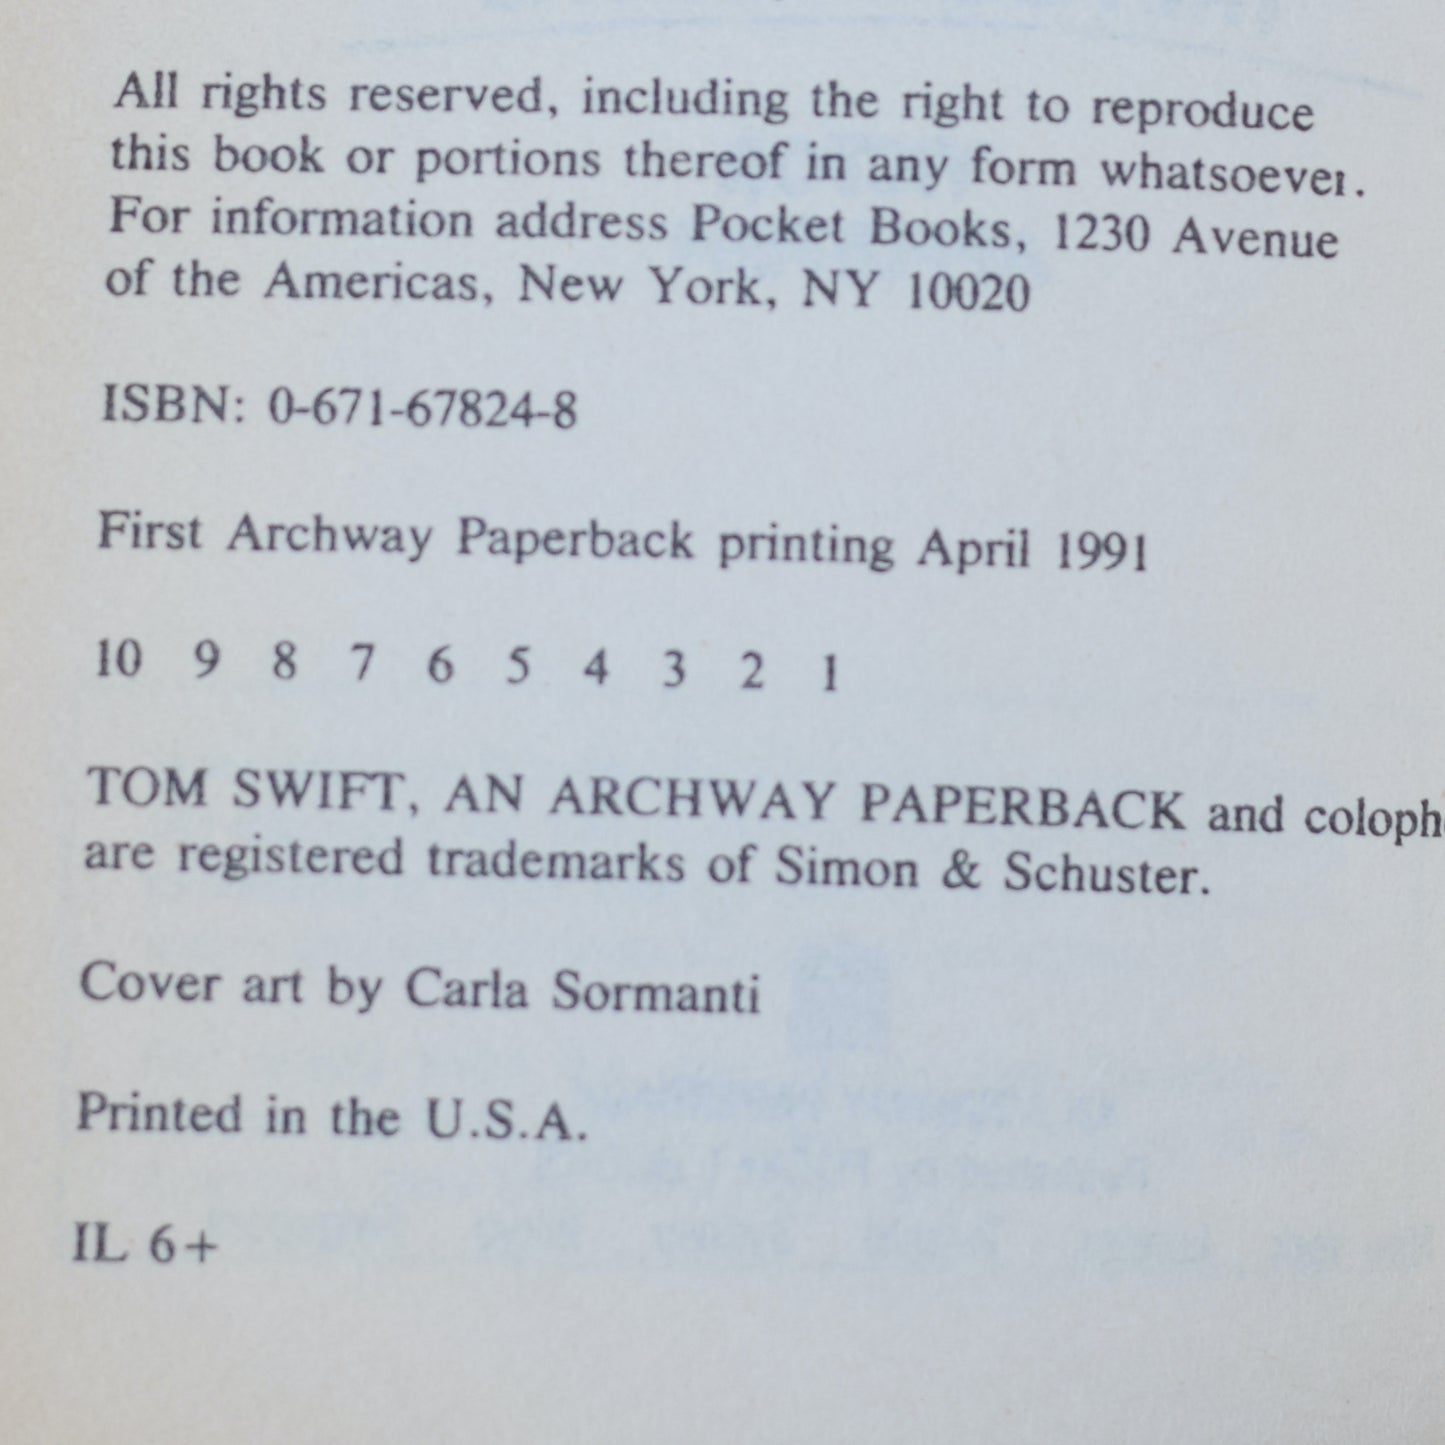 All rights reserved, including the right to reproduce
this book or portions thereof in any form whatsoever.
For information address Pocket Books, 1230 Avenue
of the Americas, New York, NY 10020
ISBN: 0-671-67824-8
First Archway Paperback printing April 1991
10 9 8 7 6 5 4 3 2 1
TOM SWIFT, AN ARCHWAY PAPERBACK and
are registered trademarks of Simon & Schuster.
Cover art by Carla Sormanti
Printed in the U.S.A.
IL 6+